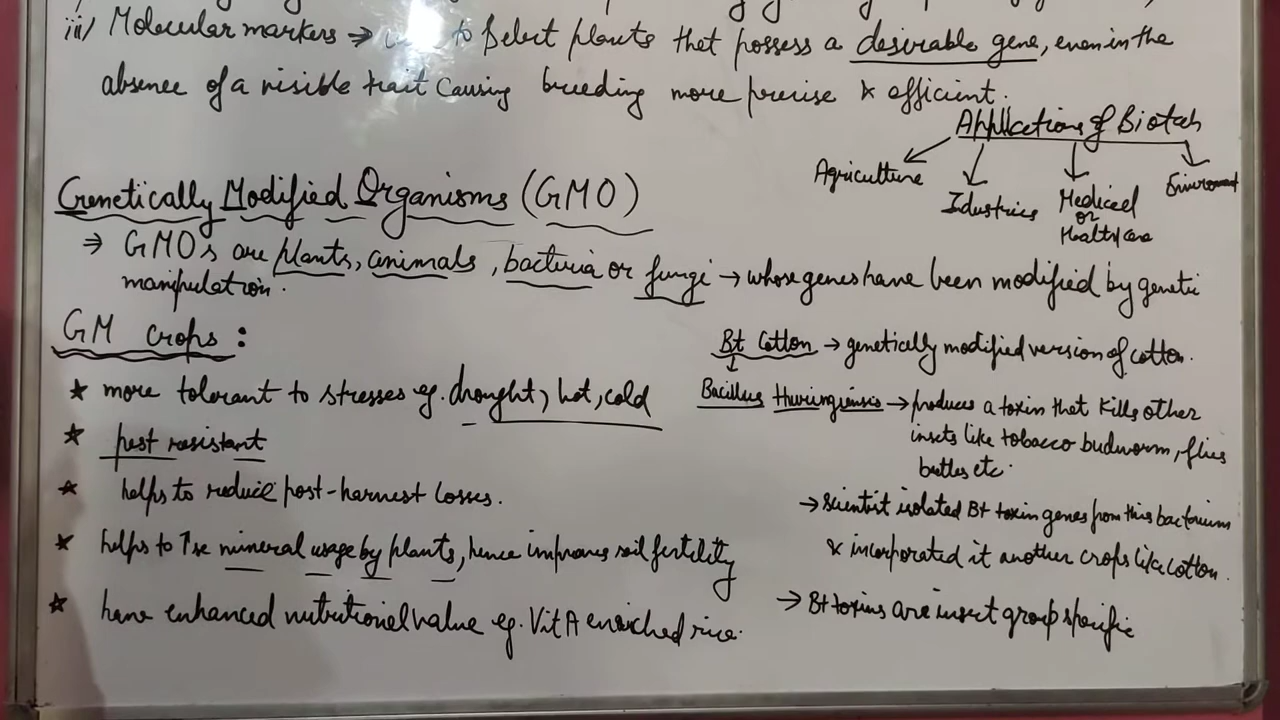 iii) Molecular markers → to select plants that possess a desirable gene, even in the
absence of a visible trait causing breeding more precise & efficient.
Applications of Biotech
Agriculture
Industries
Medical
or
Healthcare
Enviroment
Genetically Modified Organisms (GMO)
⇒ GMOs are plants, animals, bacteria or fungi → whose genes have been modified by genetic
manipulation.
GM crops :
★ more tolerant to stresses eg. drought, hot, cold
★ pest resistant
★ helps to reduce post-harvest losses.
★ helps to ↑se mineral usage by plants, hence improves soil fertility
★ have enhanced nutritional value eg. Vit A enriched rice.
Bt Cotton → genetically modified version of cotton.
↓
Bacillus → produces a toxin that kills other
insects like tobacco budworm, flies
beetles etc.
→ scientist isolated Bt toxin genes from this bacterium
& incorporated it another crops like cotton.
→ Bt toxins are insect group specific